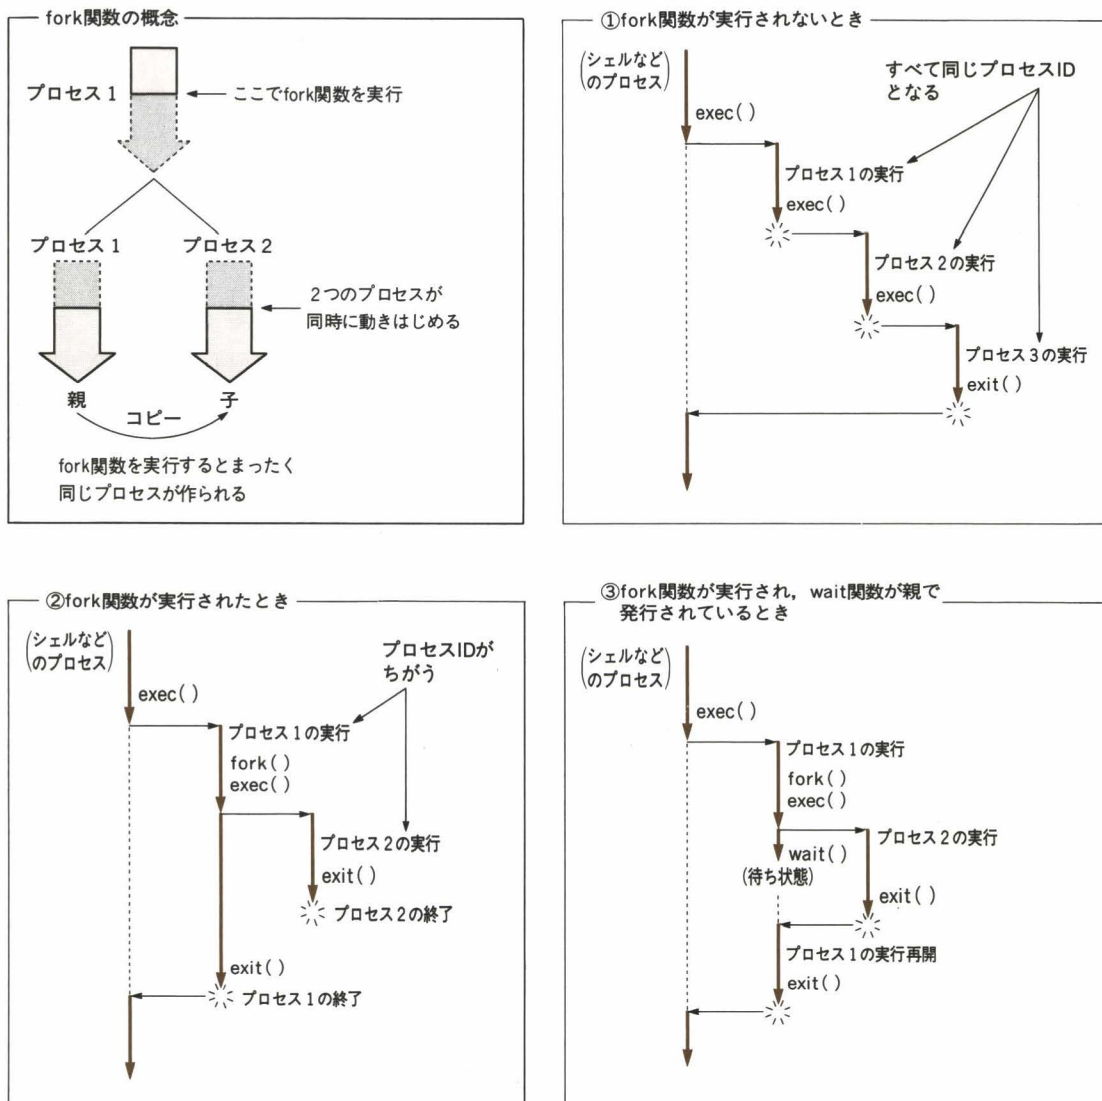 fork関数の概念
プロセス1
ここでfork関数を実行
プロセス1
プロセス2
2つのプロセスが
同時に動きはじめる
親
子
コピー
fork関数を実行するとまったく
同じプロセスが作られる
①fork関数が実行されないとき
(シェルなど
のプロセス)
すべて同じプロセスID
となる
exec()
プロセス1の実行
exec()
プロセス2の実行
exec()
プロセス3の実行
exit()
②fork関数が実行されたとき
(シェルなど
のプロセス)
プロセスIDが
ちがう
exec()
プロセス1の実行
fork()
exec()
プロセス2の実行
exit()
プロセス2の終了
exit()
プロセス1の終了
③fork関数が実行され，wait関数が親で
発行されているとき
(シェルなど
のプロセス)
exec()
プロセス1の実行
fork()
exec()
プロセス2の実行
wait()
(待ち状態)
exit()
プロセス1の実行再開
exit()